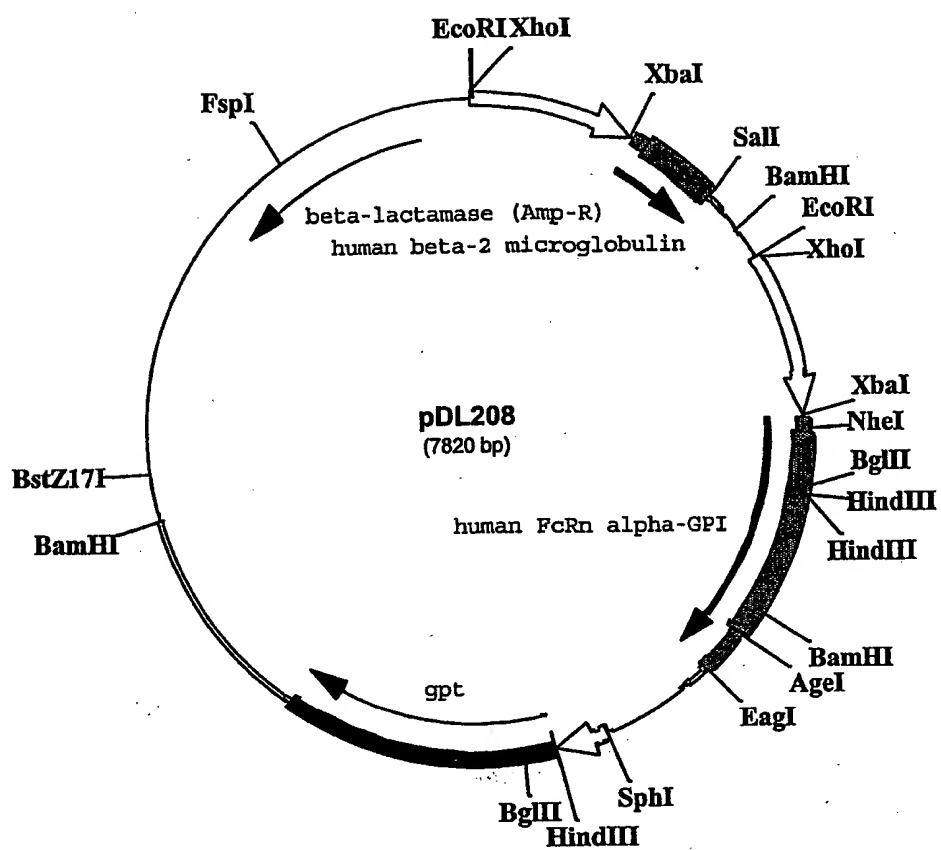 EcoRI XhoI
XbaI
FspI
SalI
BamHI
EcoRI
XhoI
beta-lactamase (Amp-R)
human beta-2 microglobulin
XbaI
NheI
pDL208
(7820 bp)
BglII
HindIII
BstZ17I
human FcRn alpha-GPI
HindIII
BamHI
BamHI
AgeI
gpt
EagI
SphI
BglII
HindIII